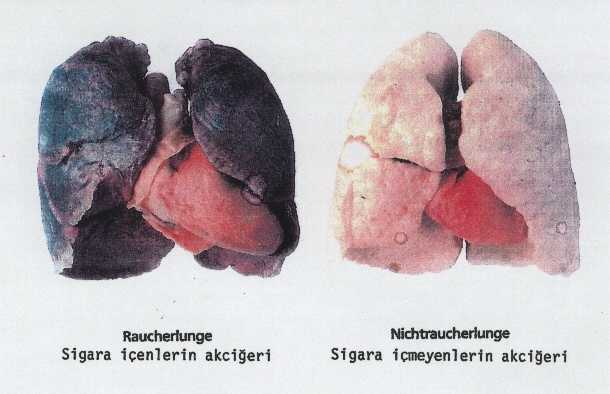 Raucherlunge
Sigara içenlerin akciğeri
Nichtraucherlunge
Sigara içmeyenlerin akciğeri